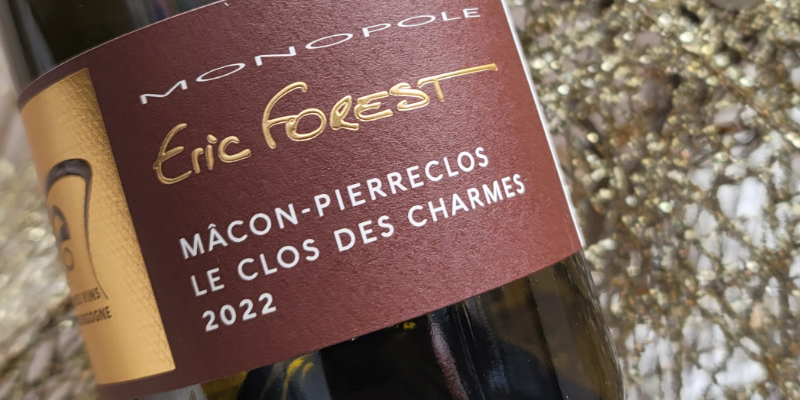 MONOPOLE
Eric FOREST
MÂCON-PIERRECLOS
LE CLOS DES CHARMES
2022